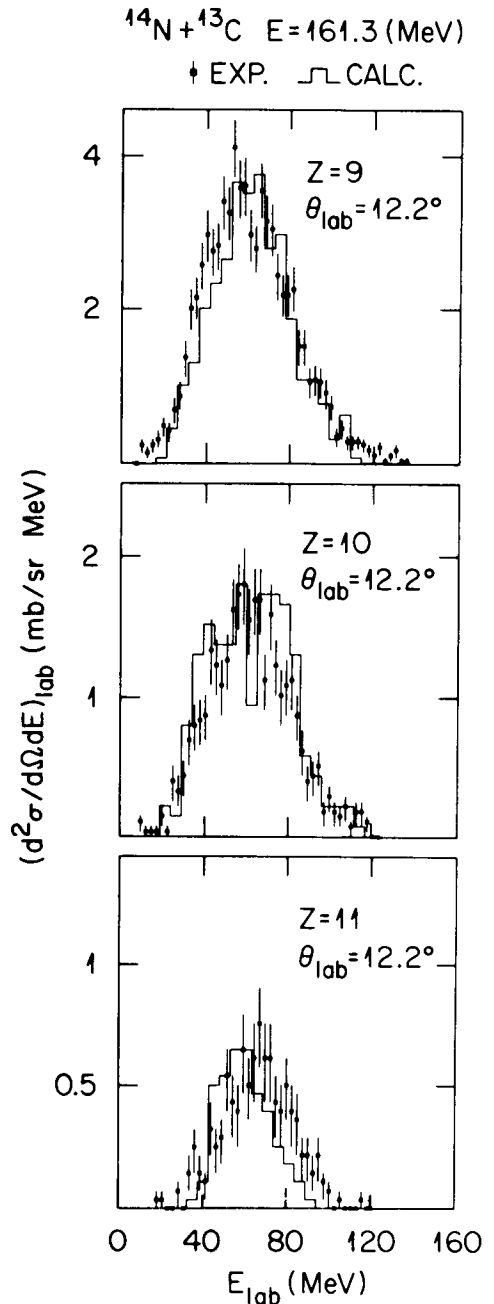 ¹⁴N + ¹³C E = 161.3 (MeV)
EXP. CALC.
4
2
Z = 9
θlab = 12.2°
2
1
Z = 10
θlab = 12.2°
1
0.5
Z = 11
θlab = 12.2°
(d²σ/dΩdE)lab (mb/sr MeV)
0 40 80 120 160
Elab (MeV)